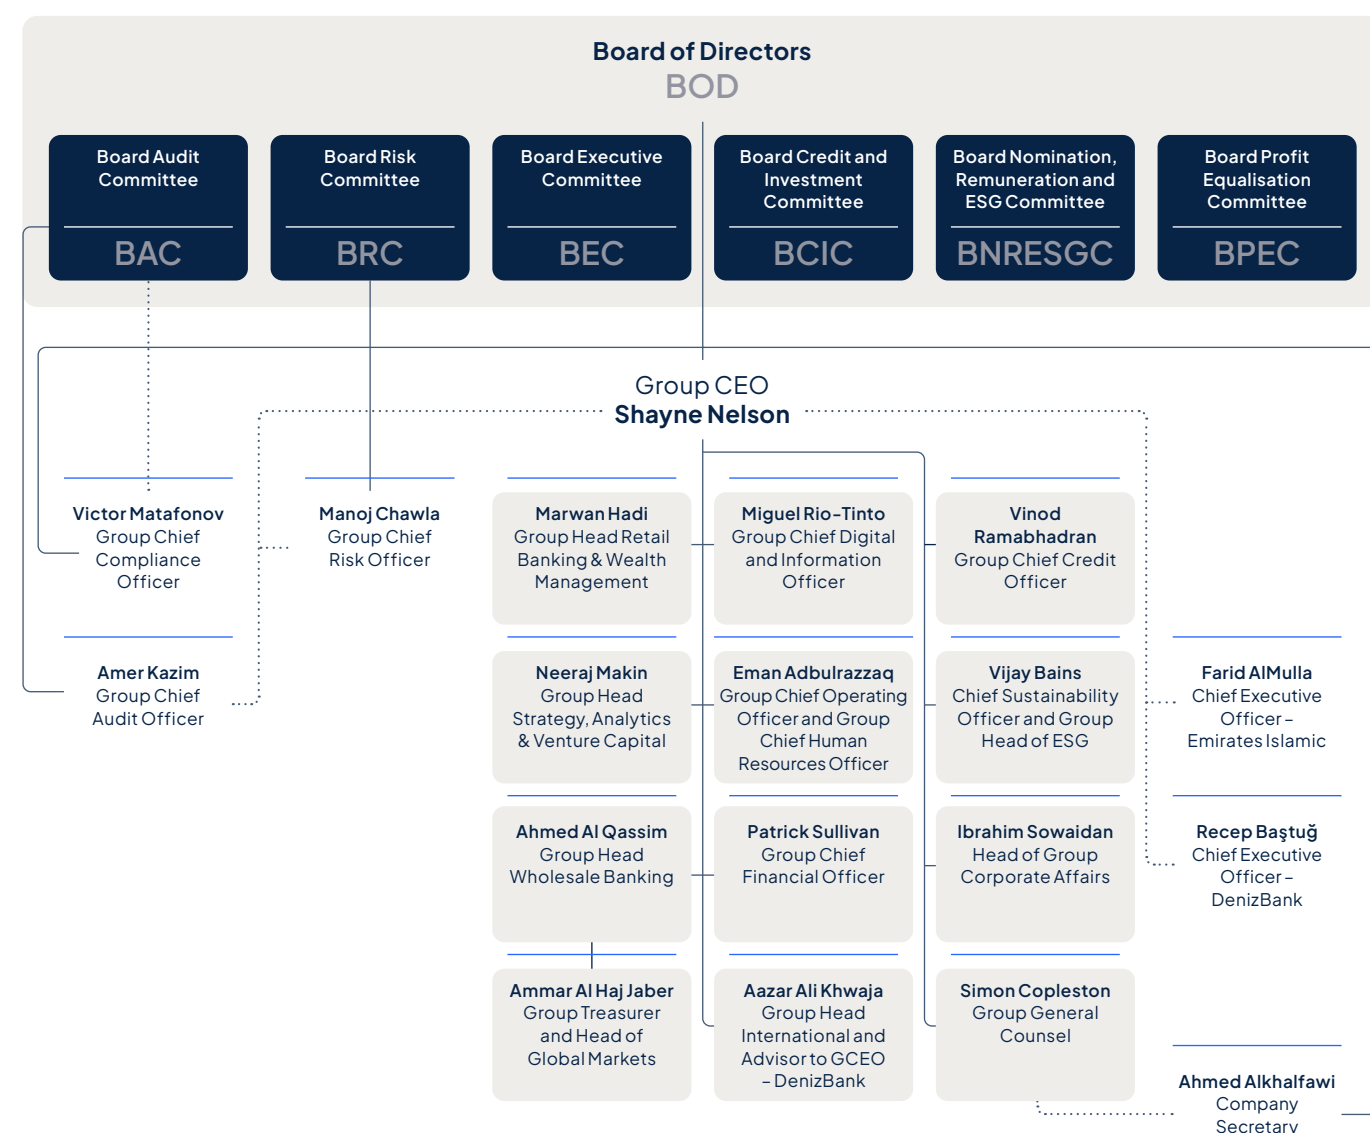 Board of Directors
BOD
Board Audit
Committee
BAC
Board Risk
Committee
BRC
Board Executive
Committee
BEC
Board Credit and
Investment
Committee
BCIC
Board Nomination,
Remuneration and
ESG Committee
BNRESGC
Board Profit
Equalisation
Committee
BPEC
Group CEO
Shayne Nelson
Victor Matafonov
Group Chief
Compliance
Officer
Manoj Chawla
Group Chief
Risk Officer
Marwan Hadi
Group Head Retail
Banking & Wealth
Management
Miguel Rio-Tinto
Group Chief Digital
and Information
Officer
Vinod
Ramabhadran
Group Chief Credit
Officer
Amer Kazim
Group Chief
Audit Officer
Neeraj Makin
Group Head
Strategy, Analytics
& Venture Capital
Eman Adbulrazzaq
Group Chief Operating
Officer and Group
Chief Human
Resources Officer
Vijay Bains
Chief Sustainability
Officer and Group
Head of ESG
Farid AlMulla
Chief Executive
Officer –
Emirates Islamic
Ahmed Al Qassim
Group Head
Wholesale Banking
Patrick Sullivan
Group Chief
Financial Officer
Ibrahim Sowaidan
Head of Group
Corporate Affairs
Recep Baştuğ
Chief Executive
Officer –
DenizBank
Ammar Al Haj Jaber
Group Treasurer
and Head of
Global Markets
Aazar Ali Khwaja
Group Head
International and
Advisor to GCEO
– DenizBank
Simon Copleston
Group General
Counsel
Ahmed Alkhalfawi
Company
Secretary